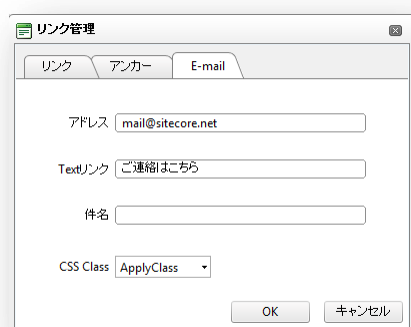 リンク管理
リンク アンカー E-mail
アドレス mail@sitecore.net
Textリンク ご連絡はこちら
件名
CSS Class ApplyClass
OK キャンセル